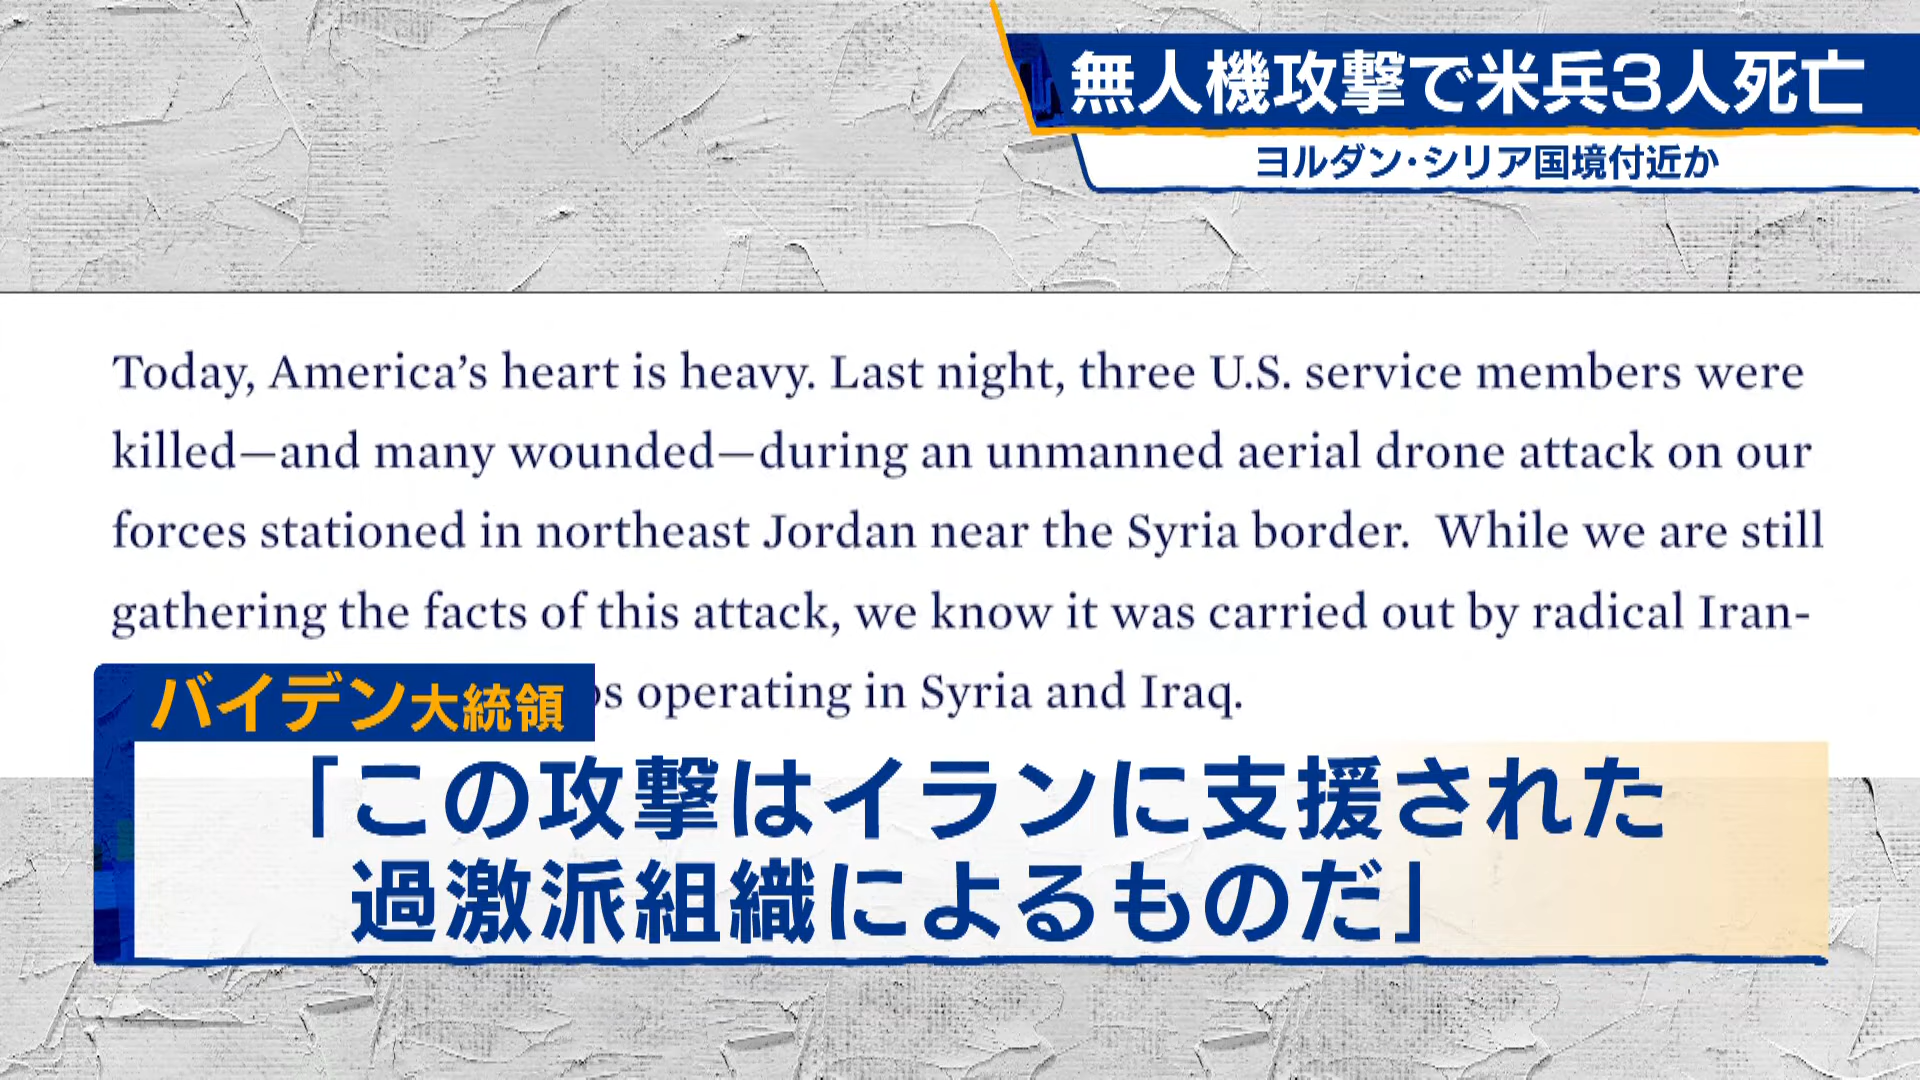 無人機攻撃で米兵3人死亡
ヨルダン・シリア国境付近か
Today, America’s heart is heavy. Last night, three U.S. service members were
killed—and many wounded—during an unmanned aerial drone attack on our
forces stationed in northeast Jordan near the Syria border.  While we are still
gathering the facts of this attack, we know it was carried out by radical Iran-
operating in Syria and Iraq.
バイデン大統領
「この攻撃はイランに支援された
過激派組織によるものだ」